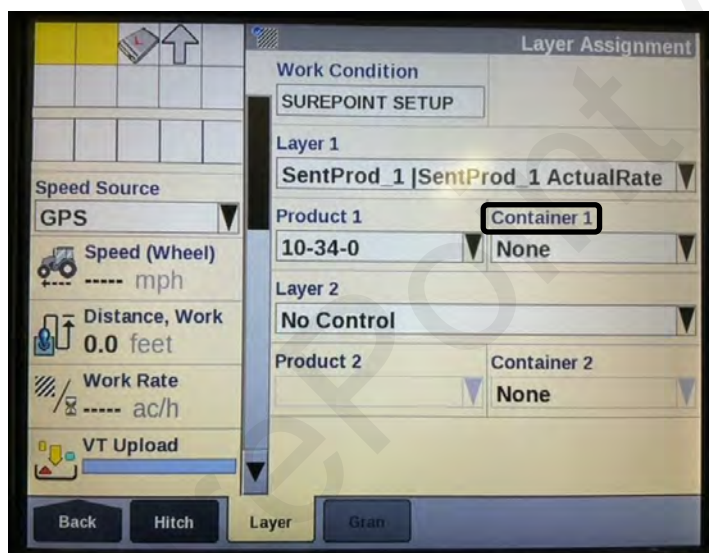 Layer Assignment
Work Condition
SUREPOINT SETUP
Layer 1
SentProd_1 |SentProd_1 ActualRate
Speed Source
GPS
Product 1
Container 1
10-34-0
None
Speed (Wheel)
----- mph
Layer 2
No Control
Distance, Work
0.0 feet
Product 2
Container 2
None
Work Rate
----- ac/h
VT Upload
Back
Hitch
Layer
Gran